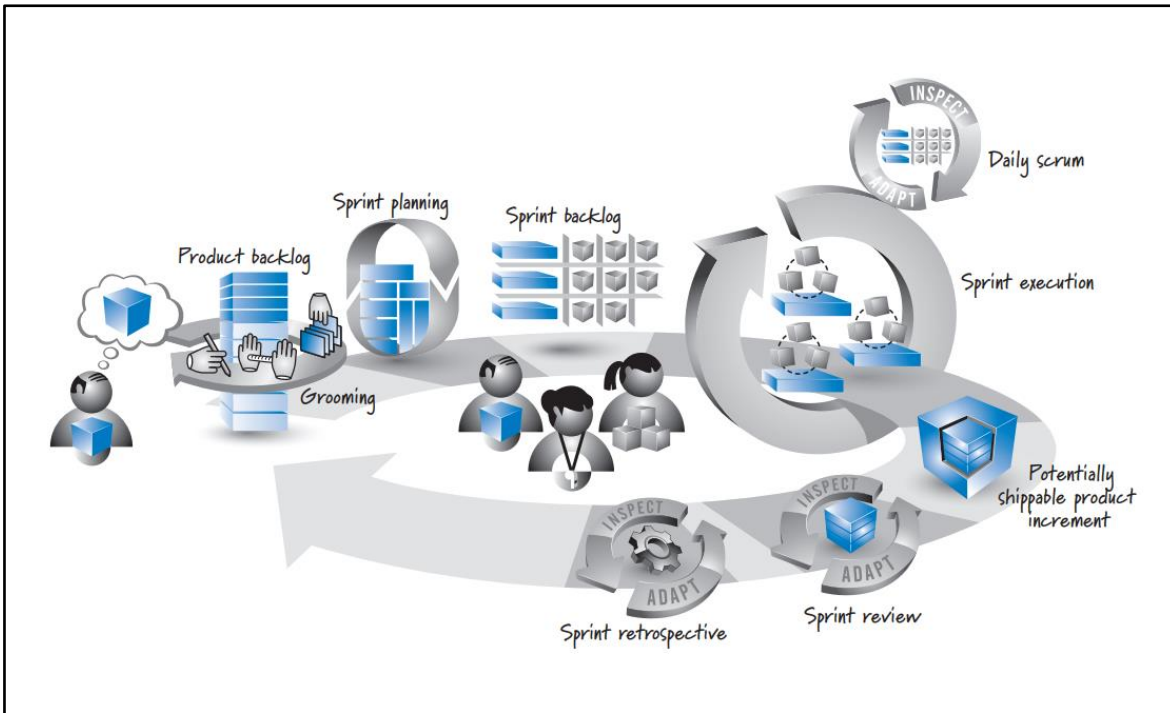 INSPECT
ADAPT
Daily scrum
Sprint planning
Sprint backlog
Product backlog
Sprint execution
Grooming
Potentially
shippable product
increment
INSPECT
ADAPT
Sprint review
INSPECT
ADAPT
Sprint retrospective